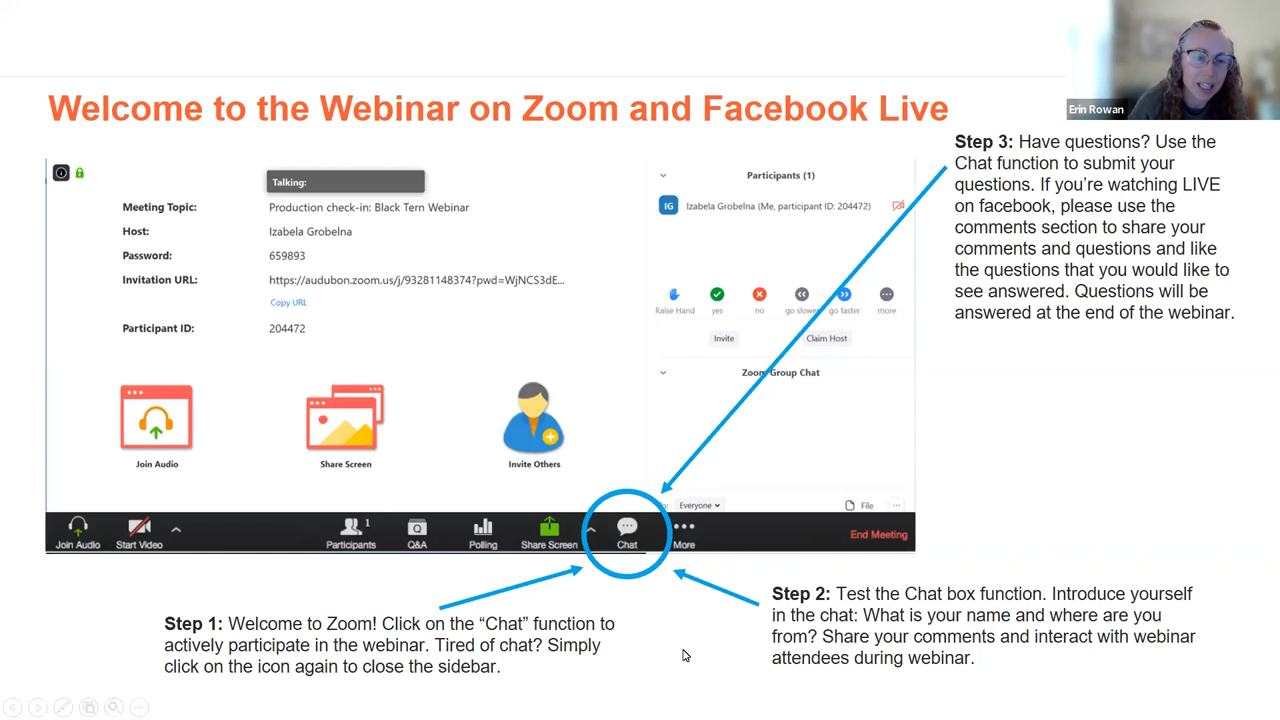 Erin Rowan
Welcome to the Webinar on Zoom and Facebook Live
Talking:
Meeting Topic: Production check-in: Black Tern Webinar
Host: Izabela Grobelna
Password: 659893
Invitation URL: https://audubon.zoom.us/j/93281148374?pwd=WjNCS3dE...
Copy URL
Participant ID: 204472
Join Audio
Share Screen
Invite Others
Participants (1)
IG Izabela Grobelna (Me, participant ID: 204472)
Raise Hand yes no go slower go faster more
Invite Claim Host
Zoom Group Chat
To: Everyone File
Join Audio Start Video Participants 1 Q&A Polling Share Screen Chat More End Meeting
Step 3: Have questions? Use the
Chat function to submit your
questions. If you’re watching LIVE
on facebook, please use the
comments section to share your
comments and questions and like
the questions that you would like to
see answered. Questions will be
answered at the end of the webinar.
Step 1: Welcome to Zoom! Click on the “Chat” function to
actively participate in the webinar. Tired of chat? Simply
click on the icon again to close the sidebar.
Step 2: Test the Chat box function. Introduce yourself
in the chat: What is your name and where are you
from? Share your comments and interact with webinar
attendees during webinar.